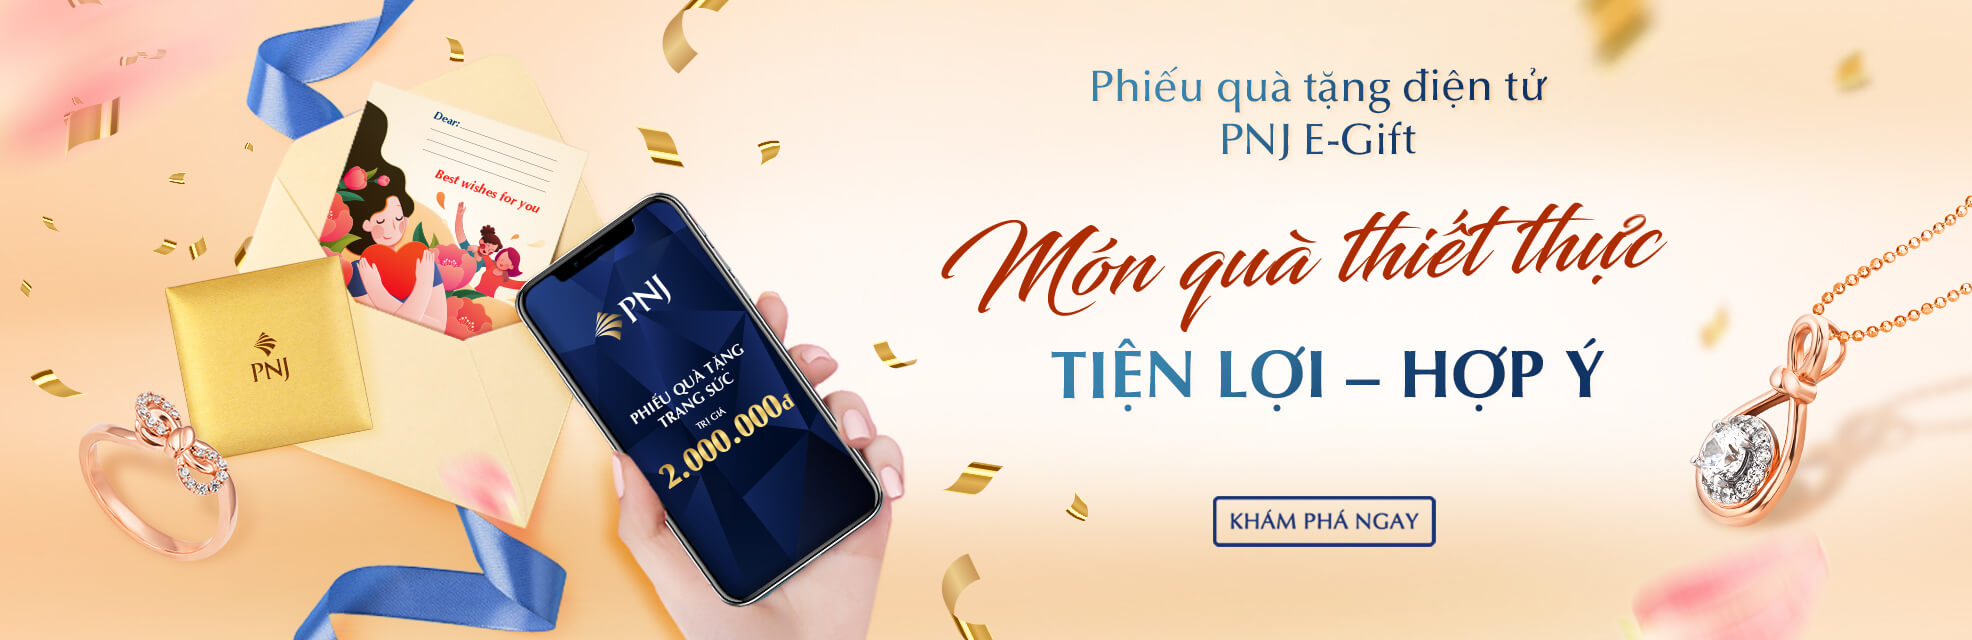 Dear:
Best wishes for you
PNJ
PNJ
PHIẾU QUÀ TẶNG
TRANG SỨC
TRỊ GIÁ
2.000.000đ
Phiếu quà tặng điện tử
PNJ E-Gift
Món quà thiết thực
TIỆN LỢI – HỢP Ý
KHÁM PHÁ NGAY